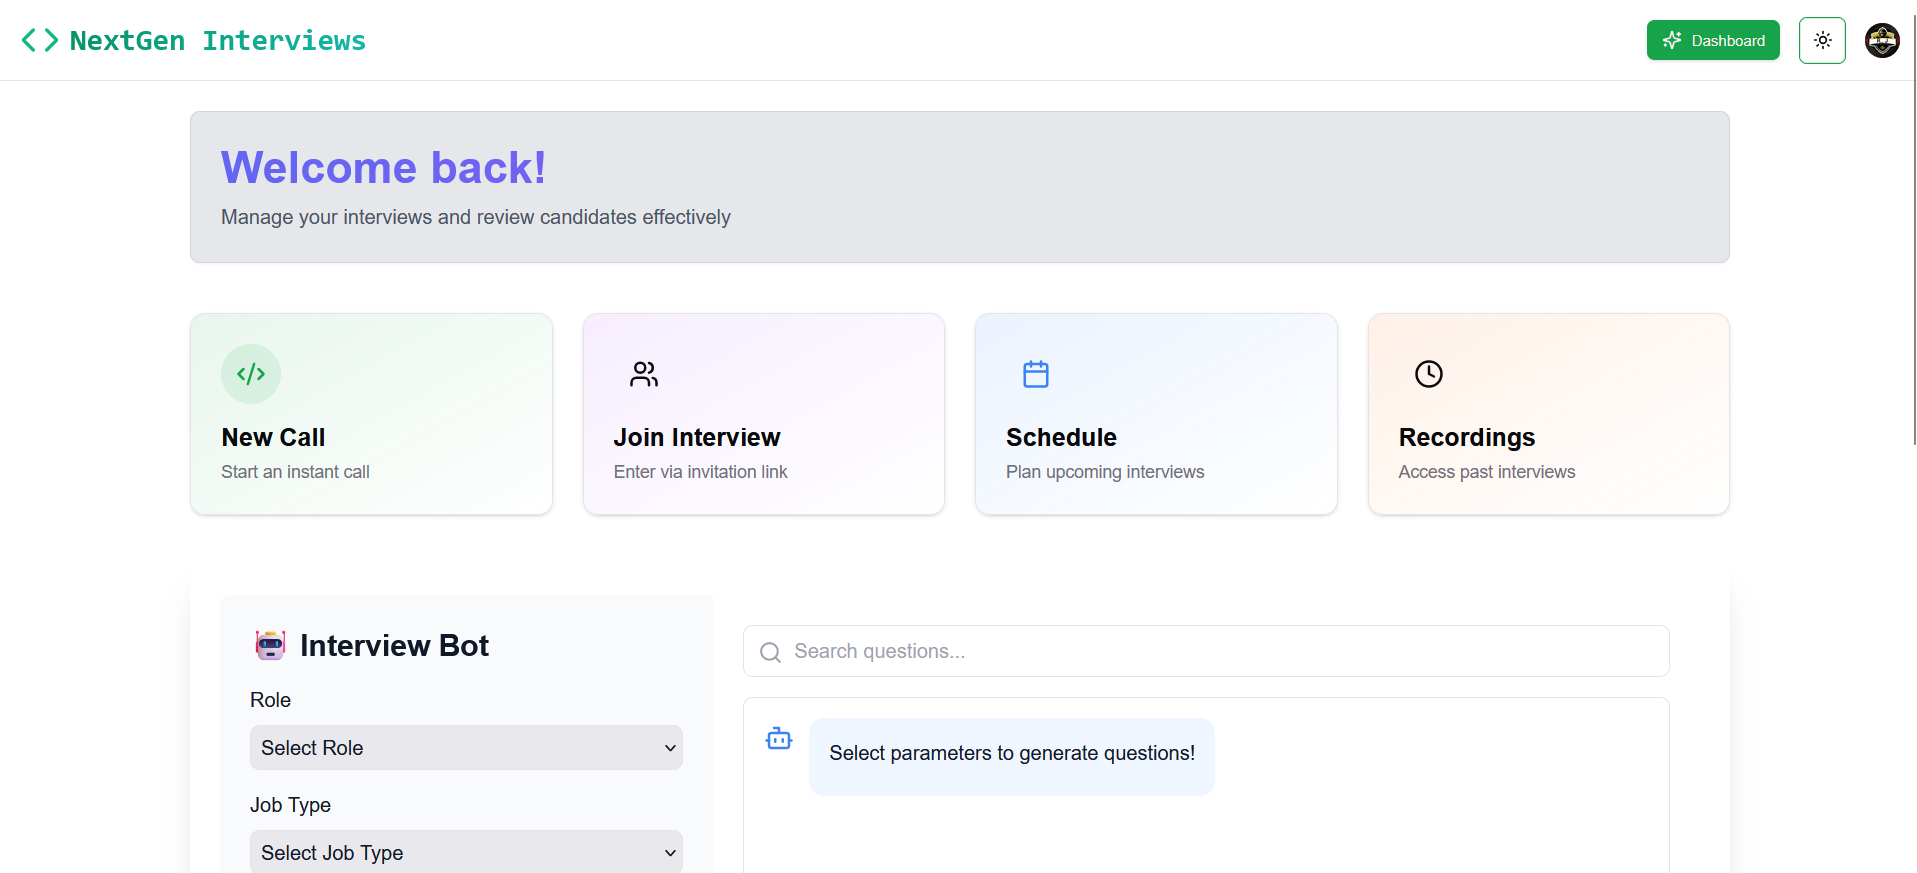 NextGen Interviews
Dashboard
Welcome back!
Manage your interviews and review candidates effectively
New Call
Start an instant call
Join Interview
Enter via invitation link
Schedule
Plan upcoming interviews
Recordings
Access past interviews
Interview Bot
Role
Select Role
Job Type
Select Job Type
Search questions...
Select parameters to generate questions!